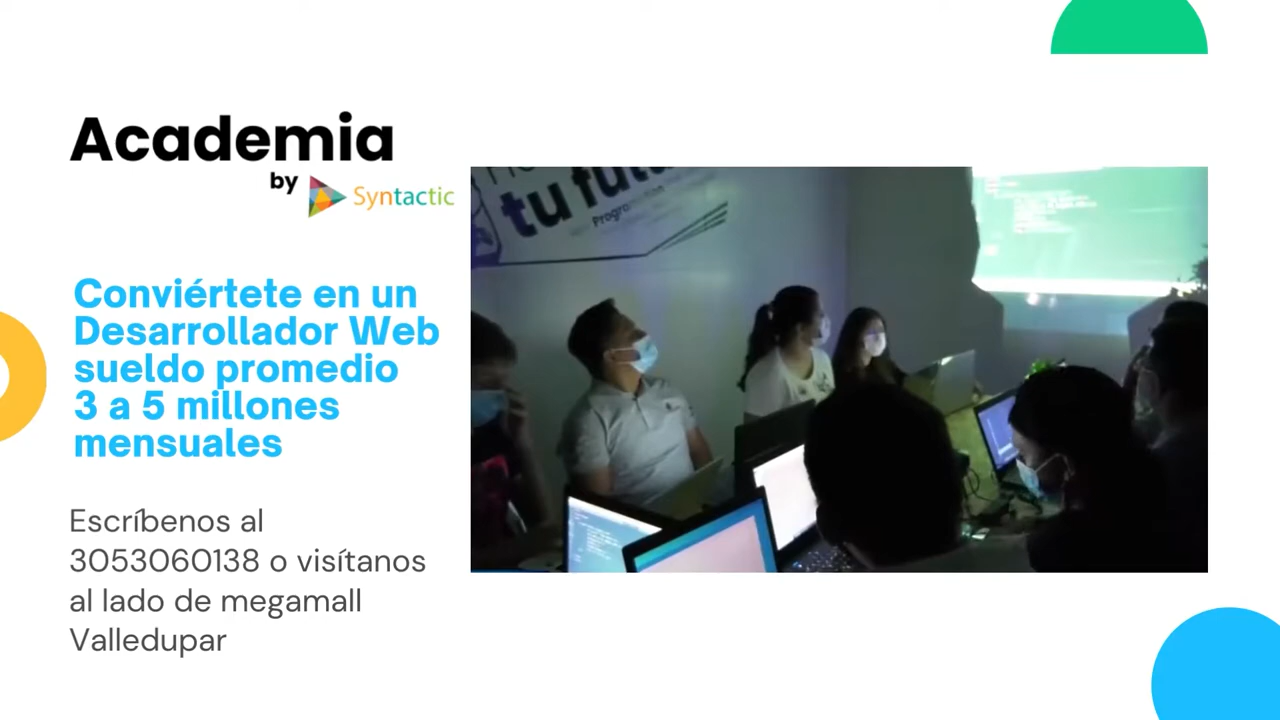 Academia
by Syntactic
Conviértete en un
Desarrollador Web
sueldo promedio
3 a 5 millones
mensuales
Escríbenos al
3053060138 o visítanos
al lado de megamall
Valledupar
tu